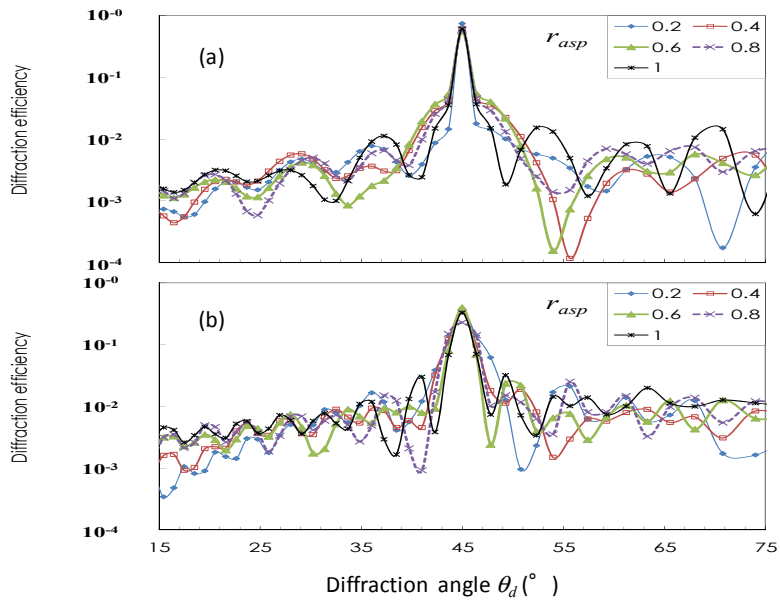 10⁻⁰
(a)
r_asp
0.2 0.4
0.6 0.8
1
10⁻¹
10⁻²
10⁻³
10⁻⁴
Diffraction efficiency
10⁻⁰
(b)
r_asp
0.2 0.4
0.6 0.8
1
10⁻¹
10⁻²
10⁻³
10⁻⁴
Diffraction efficiency
15 25 35 45 55 65 75
Diffraction angle θ_d (°)